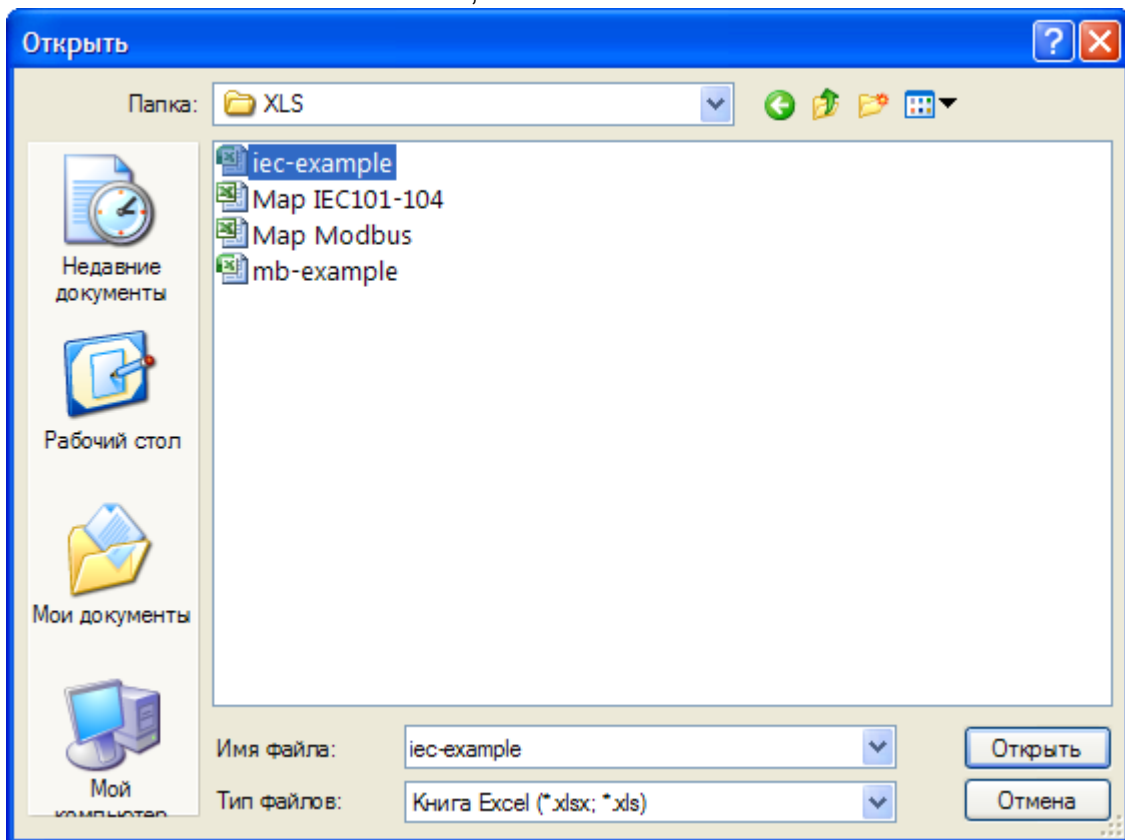 Открыть
Папка:
XLS
iec-example
Map IEC101-104
Map Modbus
mb-example
Недавние
документы
Рабочий стол
Мои документы
Мой
компьютер
Имя файла:
iec-example
Открыть
Тип файлов:
Книга Excel (*.xlsx; *.xls)
Отмена